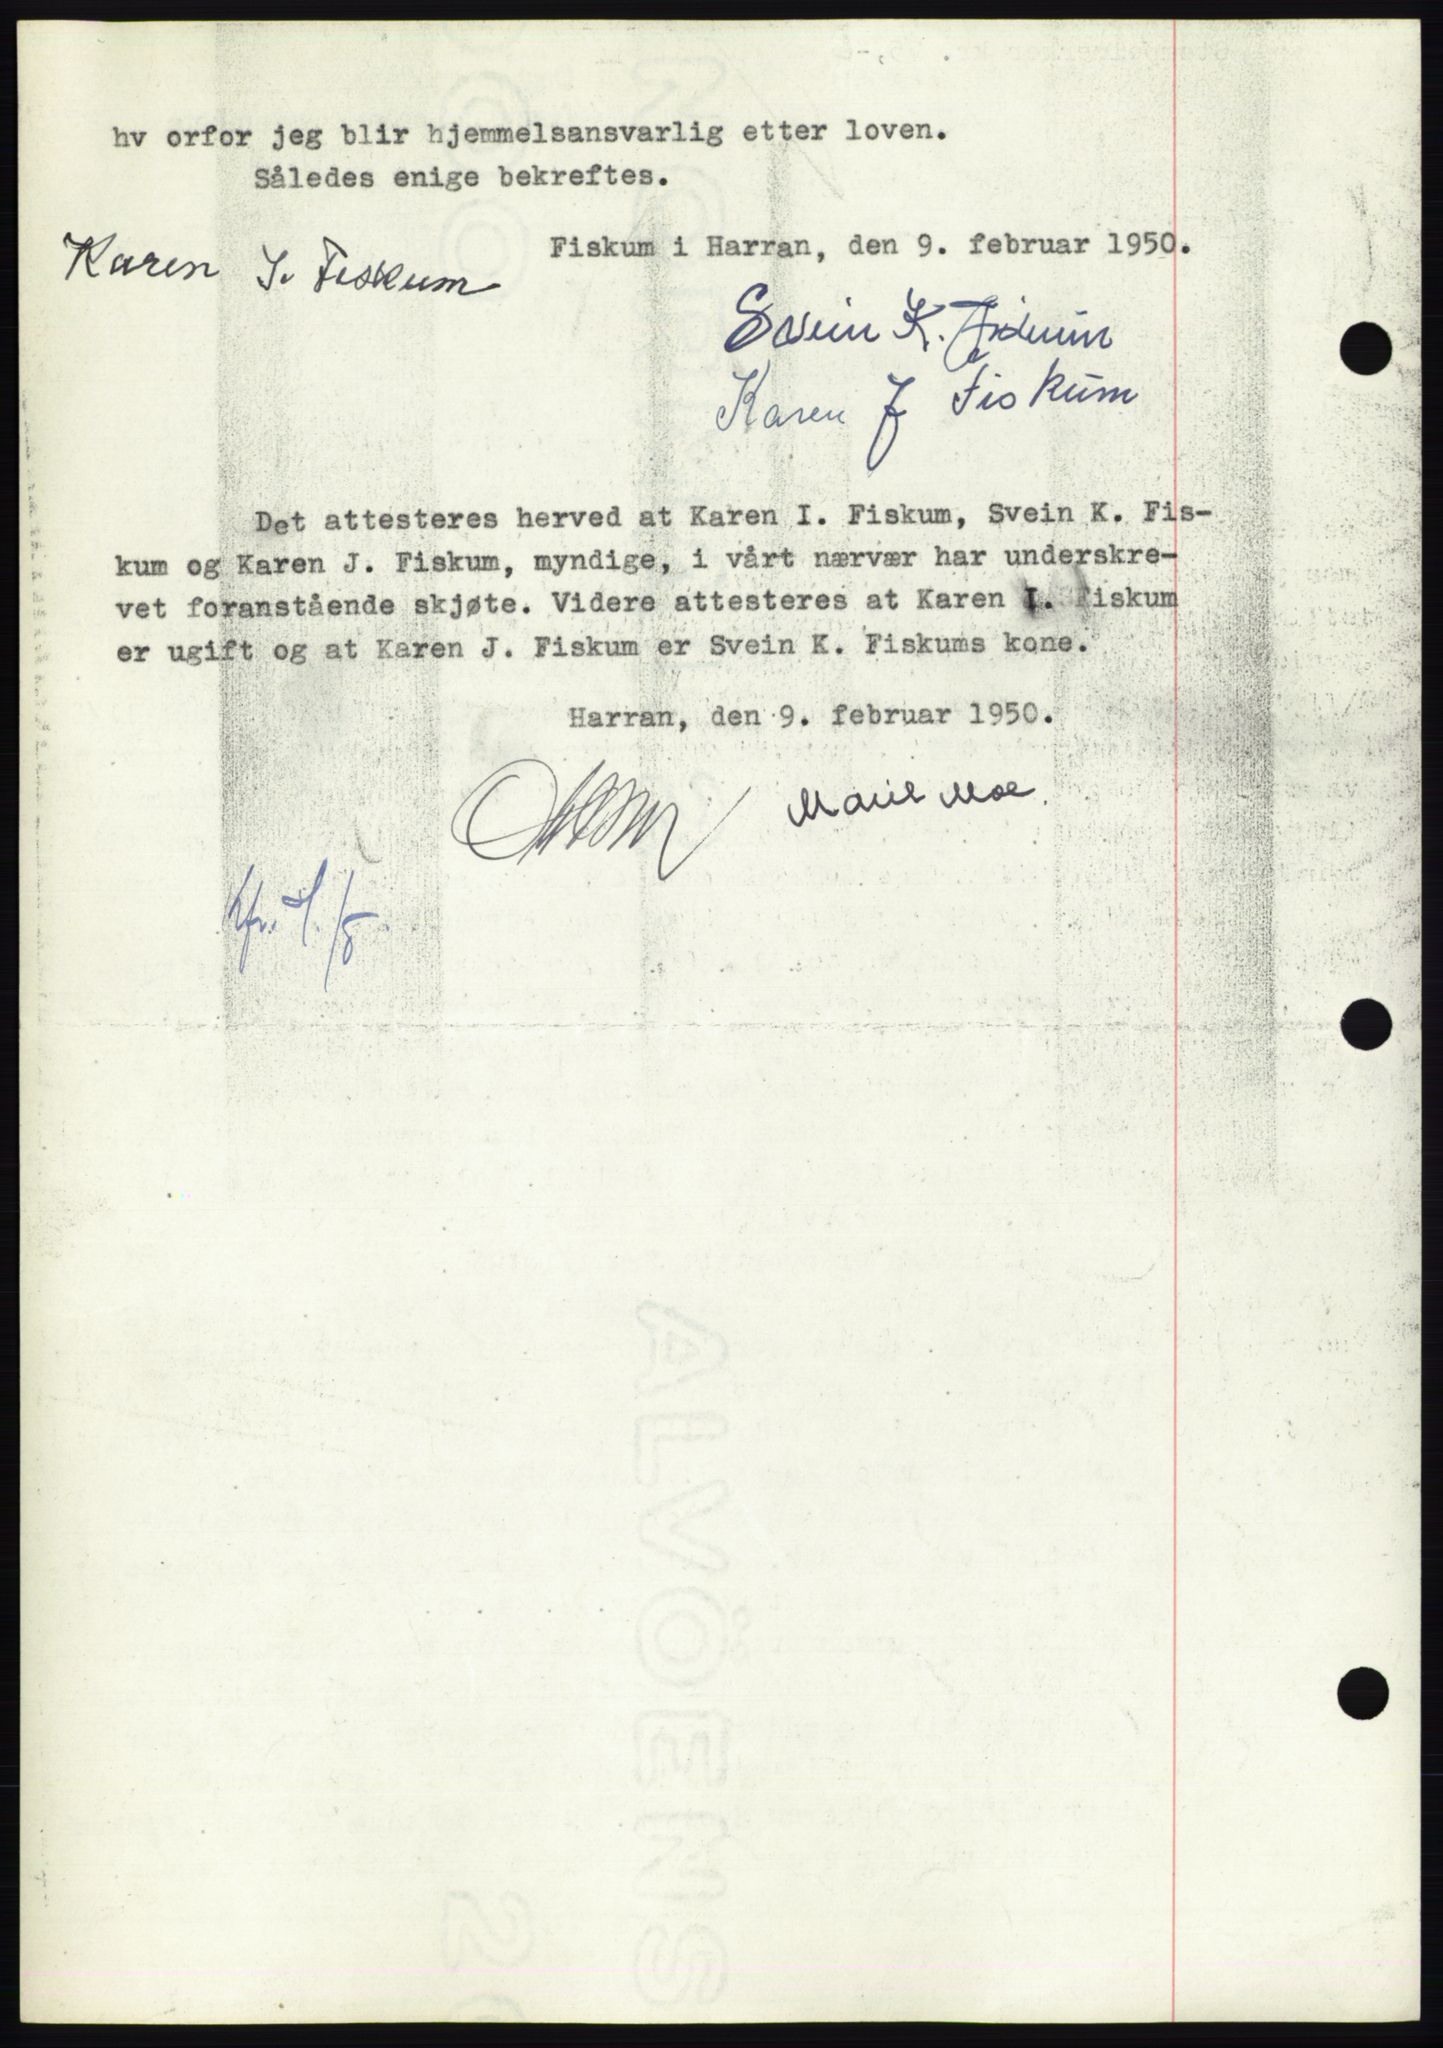 hv orfor jeg blir hjemmelsansvarlig etter loven.
Således enige bekreftes.
Fiskum i Harran, den 9. februar 1950.
Karen I. Fiskum
Svein K. Fiskum
Karen J Fiskum
Det attesteres herved at Karen I. Fiskum, Svein K. Fis-
kum og Karen J. Fiskum, myndige, i vårt nærvær har underskre-
vet foranstående skjøte. Videre attesteres at Karen I. Fiskum
er ugift og at Karen J. Fiskum er Svein K. Fiskums kone.
Harran, den 9. februar 1950.
Marie Moe.
ALVÖENS